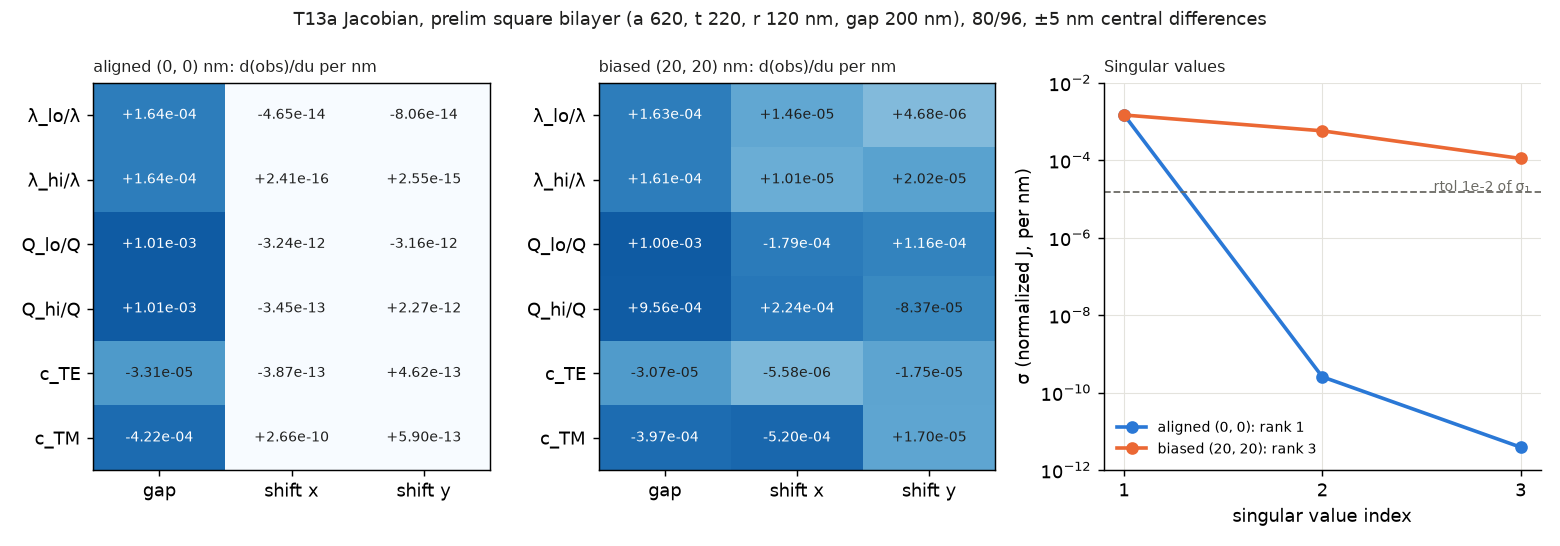 T13a Jacobian, prelim square bilayer (a 620, t 220, r 120 nm, gap 200 nm), 80/96, ±5 nm central differences
aligned (0, 0) nm: d(obs)/du per nm
λ_lo/λ +1.64e-04 -4.65e-14 -8.06e-14
λ_hi/λ +1.64e-04 +2.41e-16 +2.55e-15
Q_lo/Q +1.01e-03 -3.24e-12 -3.16e-12
Q_hi/Q +1.01e-03 -3.45e-13 +2.27e-12
c_TE -3.31e-05 -3.87e-13 +4.62e-13
c_TM -4.22e-04 +2.66e-10 +5.90e-13
gap shift x shift y
biased (20, 20) nm: d(obs)/du per nm
λ_lo/λ +1.63e-04 +1.46e-05 +4.68e-06
λ_hi/λ +1.61e-04 +1.01e-05 +2.02e-05
Q_lo/Q +1.00e-03 -1.79e-04 +1.16e-04
Q_hi/Q +9.56e-04 +2.24e-04 -8.37e-05
c_TE -3.07e-05 -5.58e-06 -1.75e-05
c_TM -3.97e-04 -5.20e-04 +1.70e-05
gap shift x shift y
Singular values
σ (normalized J, per nm)
10⁻²
10⁻⁴
10⁻⁶
10⁻⁸
10⁻¹⁰
10⁻¹²
rtol 1e-2 of σ₁
aligned (0, 0): rank 1
biased (20, 20): rank 3
1 2 3
singular value index